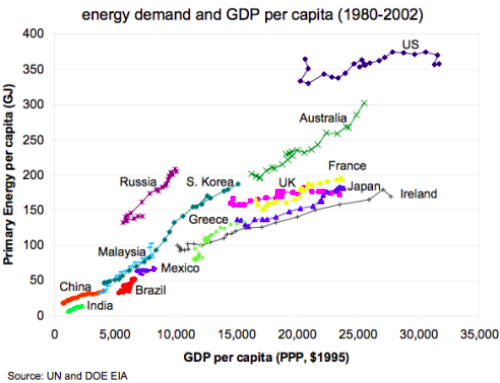 energy demand and GDP per capita (1980-2002)
Primary Energy per capita (GJ)
400
350
300
250
200
150
100
50
0
US
Australia
Russia
S. Korea
UK
France
Japan
Ireland
Greece
Malaysia
Mexico
China
Brazil
India
0 5,000 10,000 15,000 20,000 25,000 30,000 35,000
GDP per capita (PPP, $1995)
Source: UN and DOE EIA